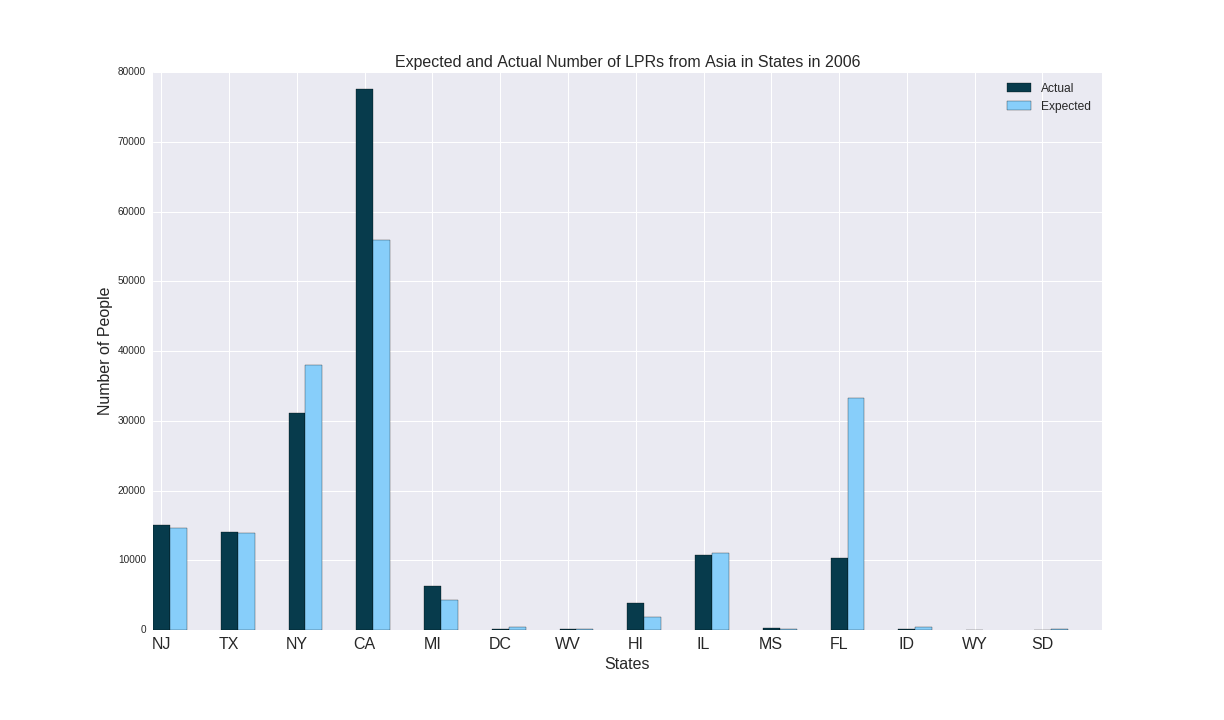 Expected and Actual Number of LPRs from Asia in States in 2006
80000
70000
60000
50000
40000
30000
20000
10000
0
Number of People
Actual
Expected
NJ TX NY CA MI DC WV HI IL MS FL ID WY SD
States